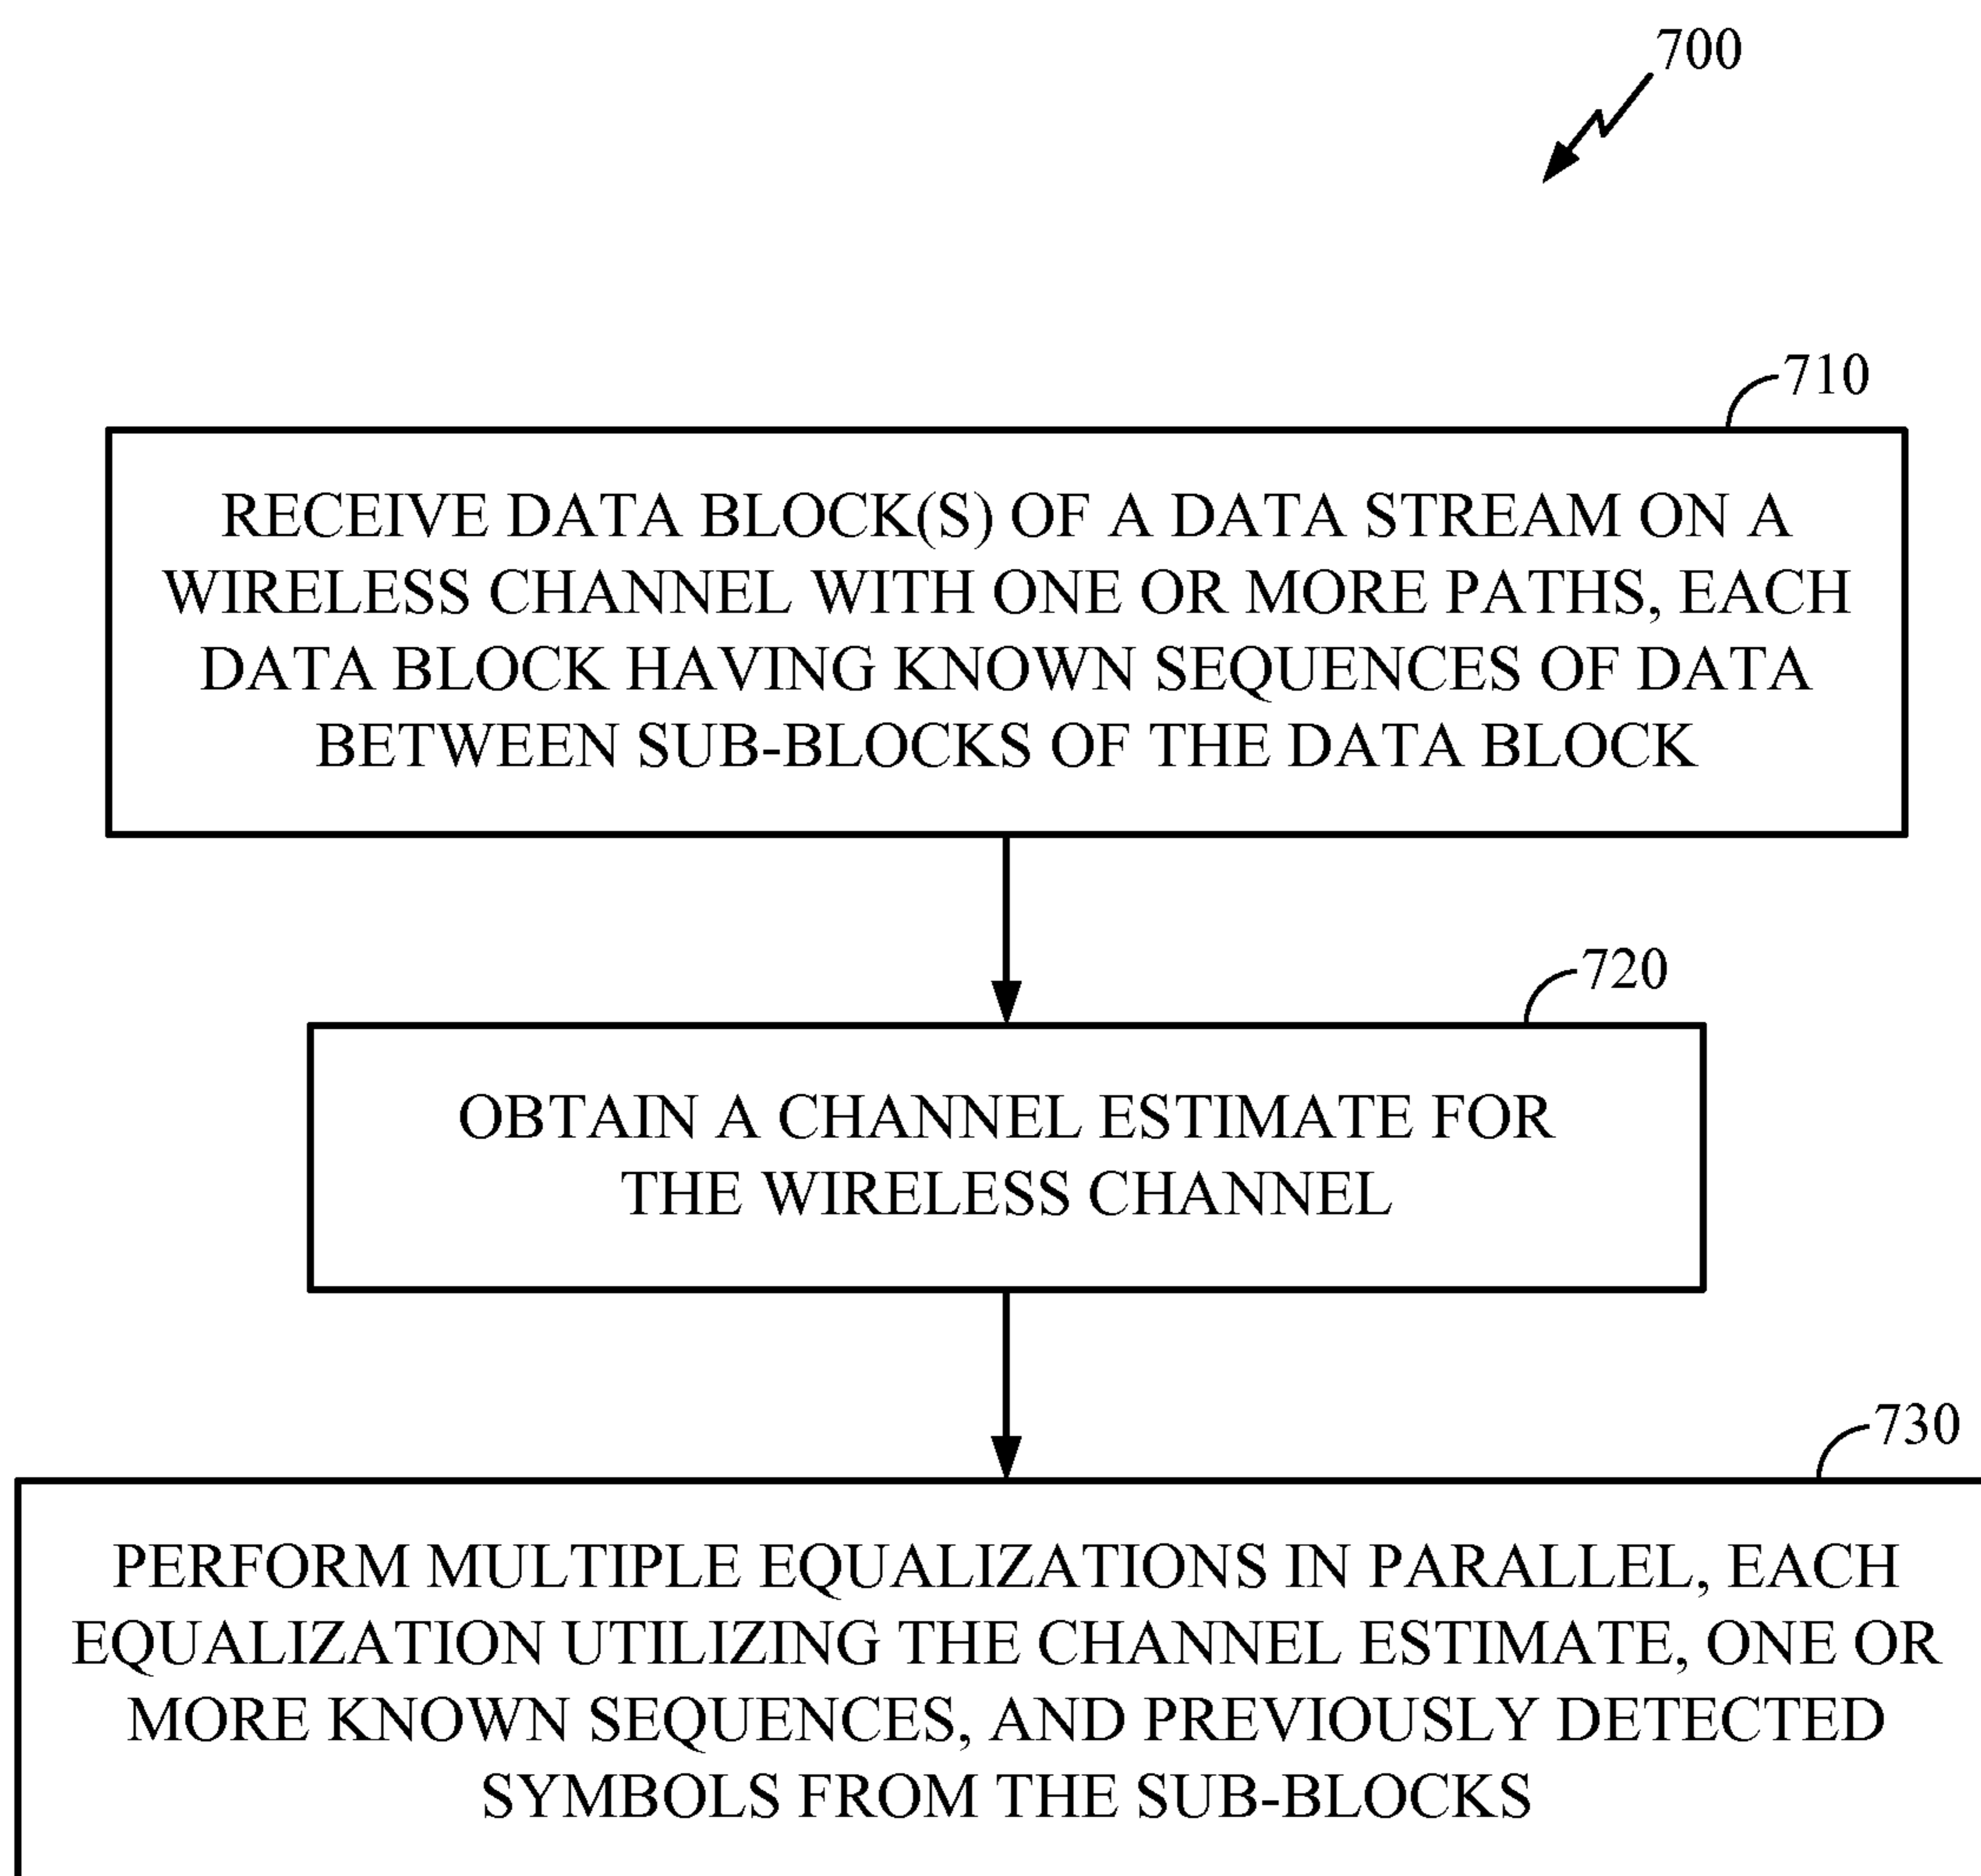 700
710
RECEIVE DATA BLOCK(S) OF A DATA STREAM ON A
WIRELESS CHANNEL WITH ONE OR MORE PATHS, EACH
DATA BLOCK HAVING KNOWN SEQUENCES OF DATA
BETWEEN SUB-BLOCKS OF THE DATA BLOCK
720
OBTAIN A CHANNEL ESTIMATE FOR
THE WIRELESS CHANNEL
730
PERFORM MULTIPLE EQUALIZATIONS IN PARALLEL, EACH
EQUALIZATION UTILIZING THE CHANNEL ESTIMATE, ONE OR
MORE KNOWN SEQUENCES, AND PREVIOUSLY DETECTED
SYMBOLS FROM THE SUB-BLOCKS